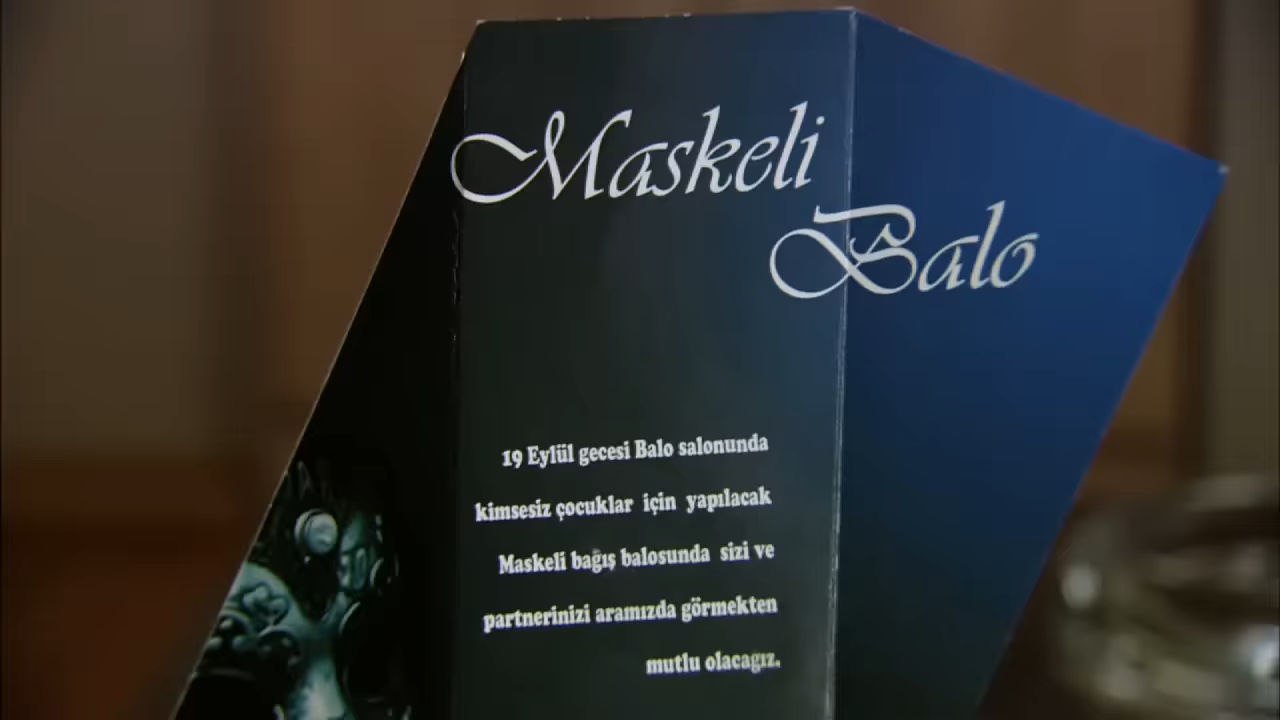 Maskeli
Balo
19 Eylül gecesi Balo salonunda
kimsesiz çocuklar için yapılacak
Maskeli bağış balosunda sizi ve
partnerinizi aramızda görmekten
mutlu olacağız.